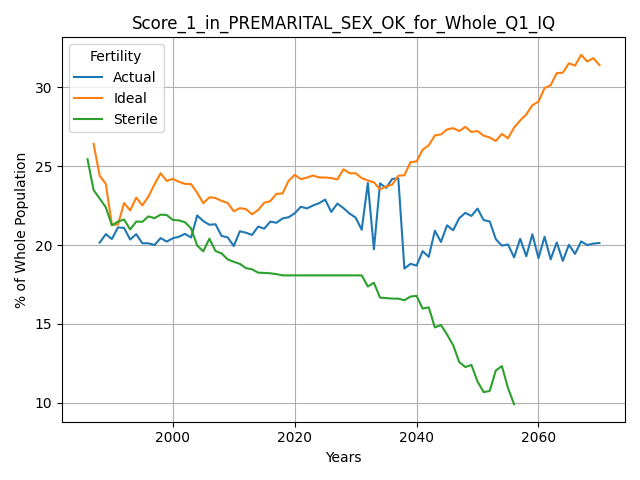 Score_1_in_PREMARITAL_SEX_OK_for_Whole_Q1_IQ
Fertility
Actual
Ideal
Sterile
% of Whole Population
30
25
20
15
10
2000 2020 2040 2060
Years